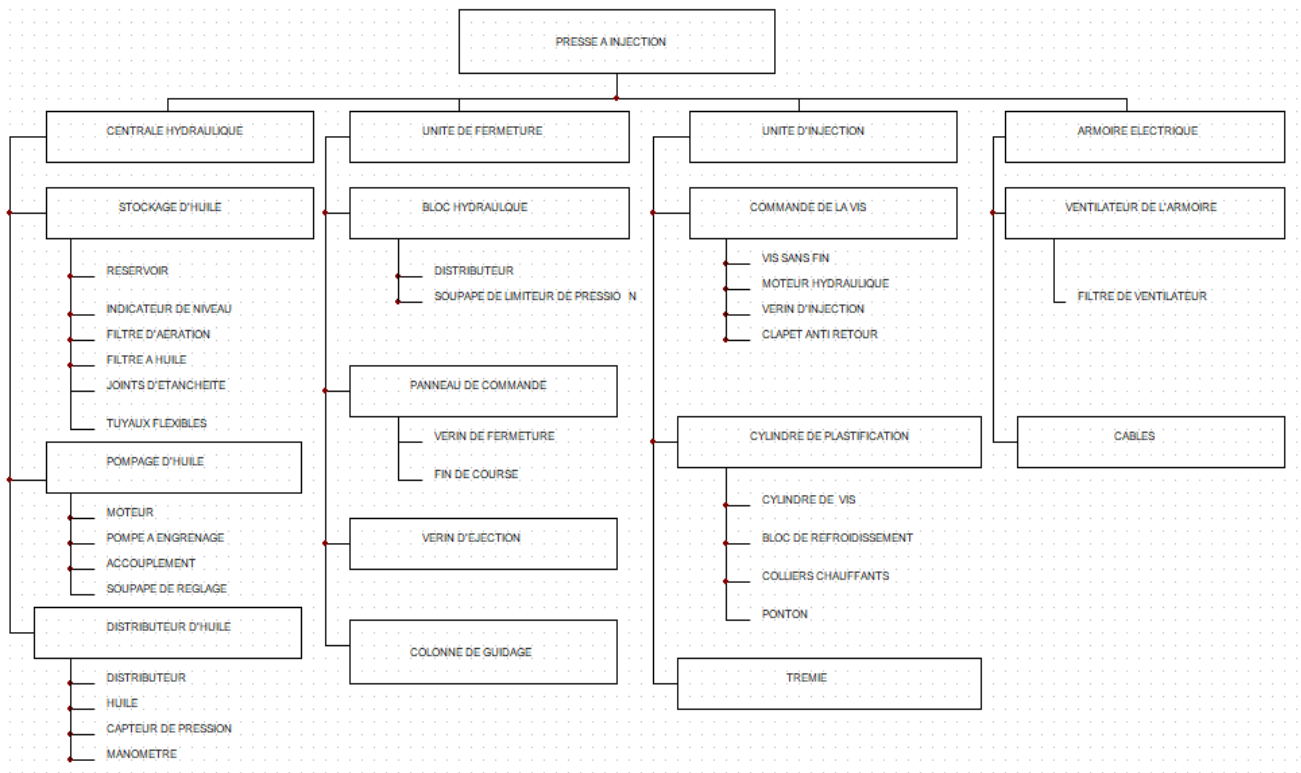 PRESSE A INJECTION
CENTRALE HYDRAULIQUE
STOCKAGE D'HUILE
RESERVOIR
INDICATEUR DE NIVEAU
FILTRE D'AERATION
FILTRE A HUILE
JOINTS D'ETANCHEITE
TUYAUX FLEXIBLES
POMPAGE D'HUILE
MOTEUR
POMPE A ENGRENAGE
ACCOUPLEMENT
SOUPAPE DE REGLAGE
DISTRIBUTEUR D'HUILE
DISTRIBUTEUR
HUILE
CAPTEUR DE PRESSION
MANOMETRE
UNITE DE FERMETURE
BLOC HYDRAULQUE
DISTRIBUTEUR
SOUPAPE DE LIMITEUR DE PRESSIO N
PANNEAU DE COMMANDE
VERIN DE FERMETURE
FIN DE COURSE
VERIN D'EJECTION
COLONNE DE GUIDAGE
UNITE D'INJECTION
COMMANDE DE LA VIS
VIS SANS FIN
MOTEUR HYDRAULIQUE
VERIN D'INJECTION
CLAPET ANTI RETOUR
CYLINDRE DE PLASTIFICATION
CYLINDRE DE VIS
BLOC DE REFROIDISSEMENT
COLLIERS CHAUFFANTS
PONTON
TREMIE
ARMOIRE ELECTRIQUE
VENTILATEUR DE L'ARMOIRE
FILTRE DE VENTILATEUR
CABLES